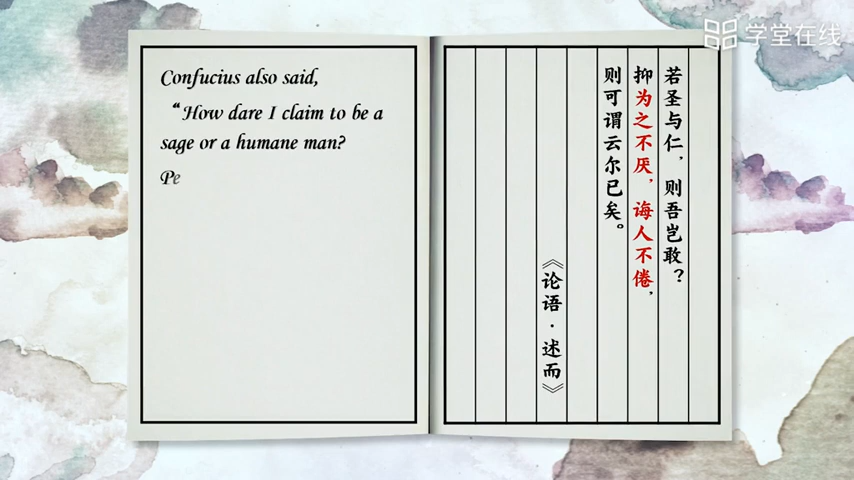 学堂在线
Confucius also said,
“How dare I claim to be a
sage or a humane man?
Pe
若圣与仁，则吾岂敢？
抑为之不厌，诲人不倦，
则可谓云尔已矣。
《论语·述而》